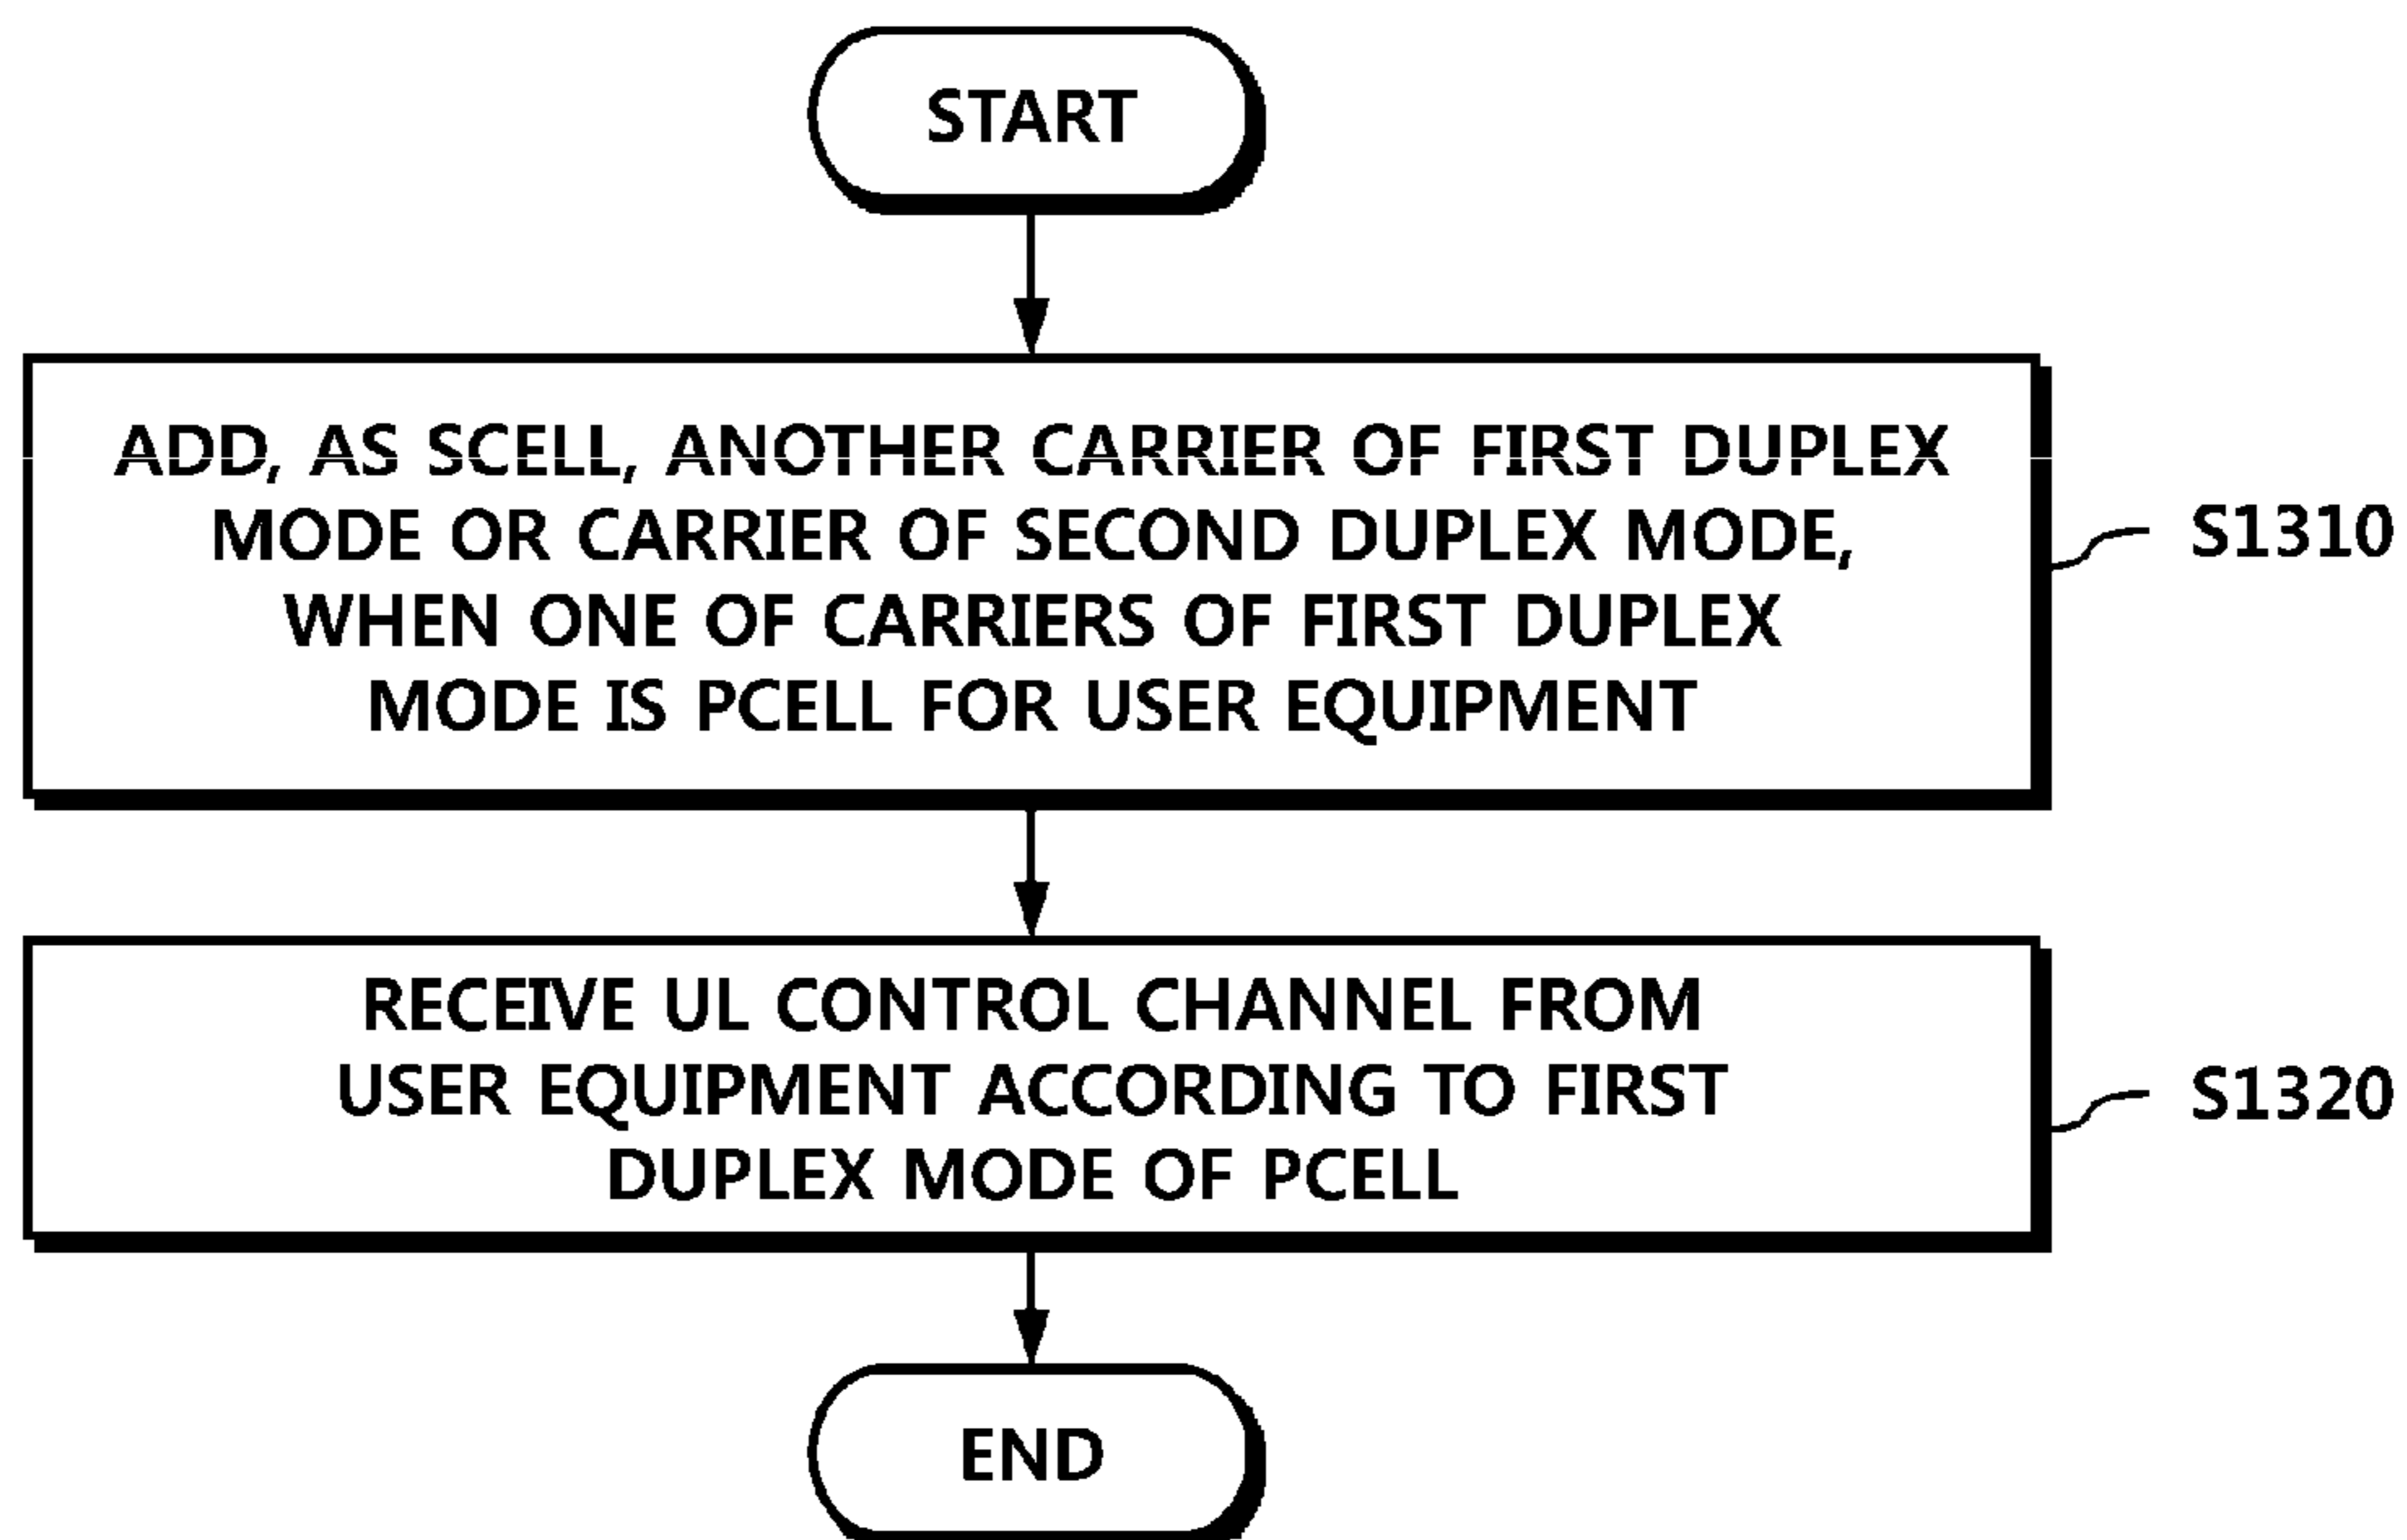 START
ADD, AS SCELL, ANOTHER CARRIER OF FIRST DUPLEX
MODE OR CARRIER OF SECOND DUPLEX MODE,
WHEN ONE OF CARRIERS OF FIRST DUPLEX
MODE IS PCELL FOR USER EQUIPMENT
S1310
RECEIVE UL CONTROL CHANNEL FROM
USER EQUIPMENT ACCORDING TO FIRST
DUPLEX MODE OF PCELL
S1320
END